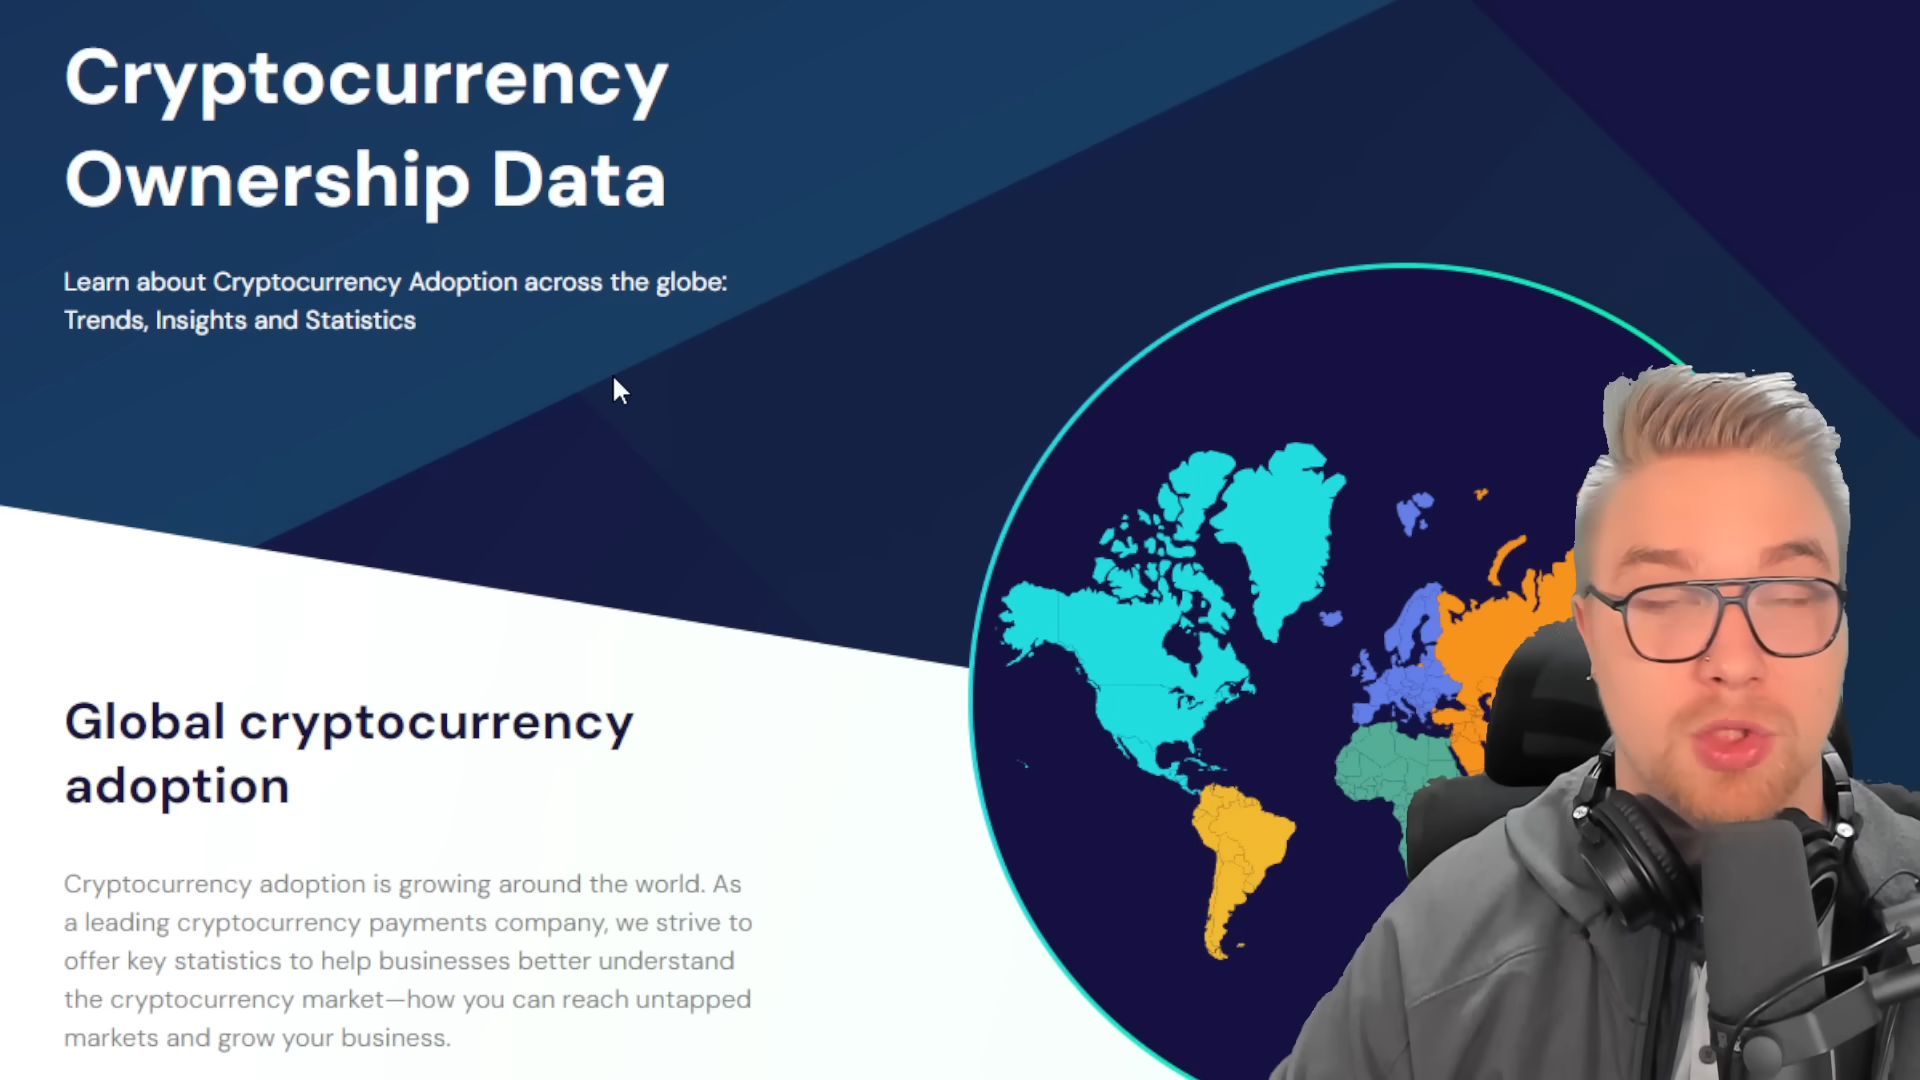 Cryptocurrency
Ownership Data
Learn about Cryptocurrency Adoption across the globe:
Trends, Insights and Statistics
Global cryptocurrency
adoption
Cryptocurrency adoption is growing around the world. As
a leading cryptocurrency payments company, we strive to
offer key statistics to help businesses better understand
the cryptocurrency market—how you can reach untapped
markets and grow your business.